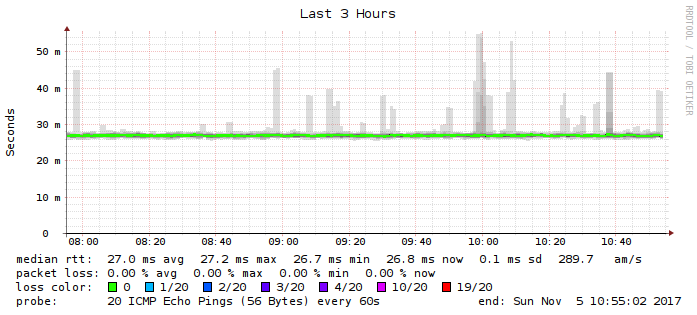 Last 3 Hours
RRDTOOL / TOBI OETIKER
Seconds
50 m
40 m
30 m
20 m
10 m
0
08:00 08:20 08:40 09:00 09:20 09:40 10:00 10:20 10:40
median rtt: 27.0 ms avg 27.2 ms max 26.7 ms min 26.8 ms now 0.1 ms sd 289.7 am/s
packet loss: 0.00 % avg 0.00 % max 0.00 % min 0.00 % now
loss color: 0 1/20 2/20 3/20 4/20 10/20 19/20
probe: 20 ICMP Echo Pings (56 Bytes) every 60s end: Sun Nov 5 10:55:02 2017